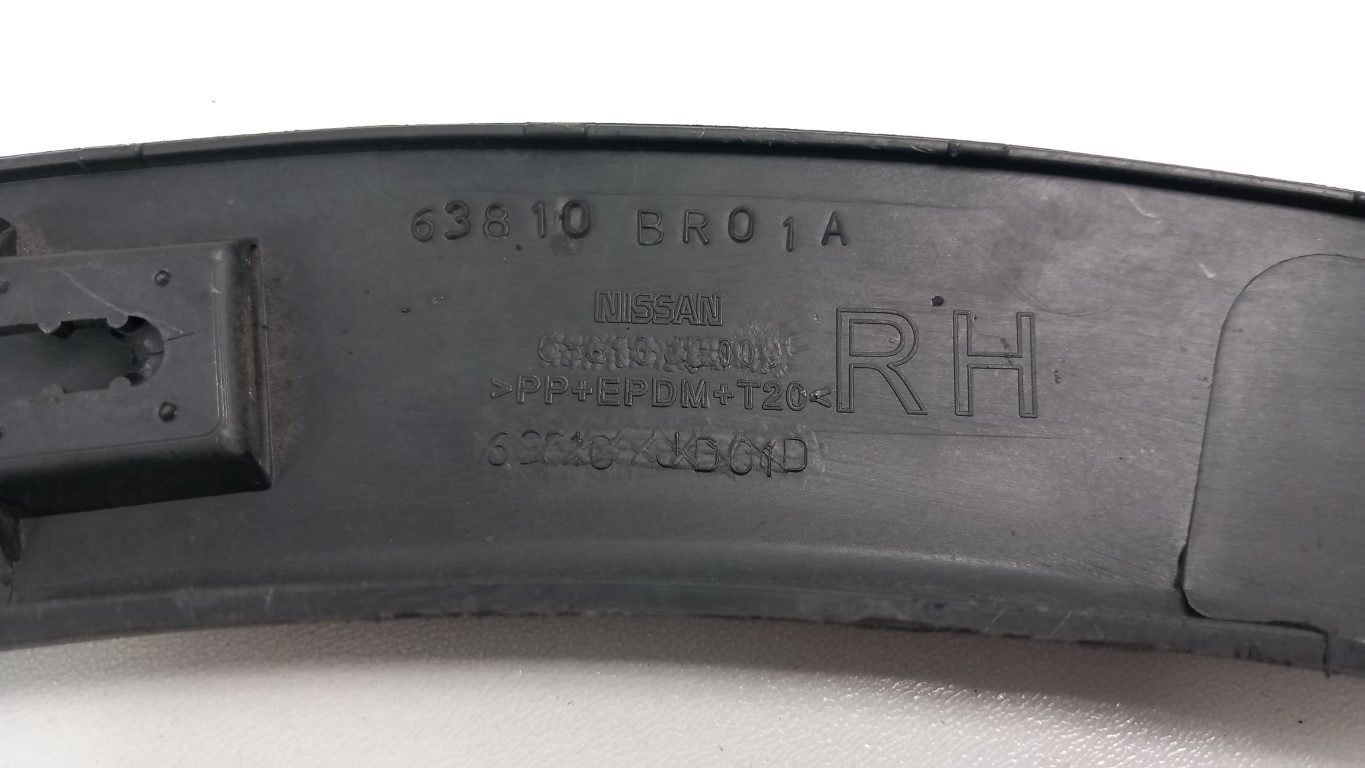 63810 BR01A
NISSAN
RH
>PP+EPDM+T20<